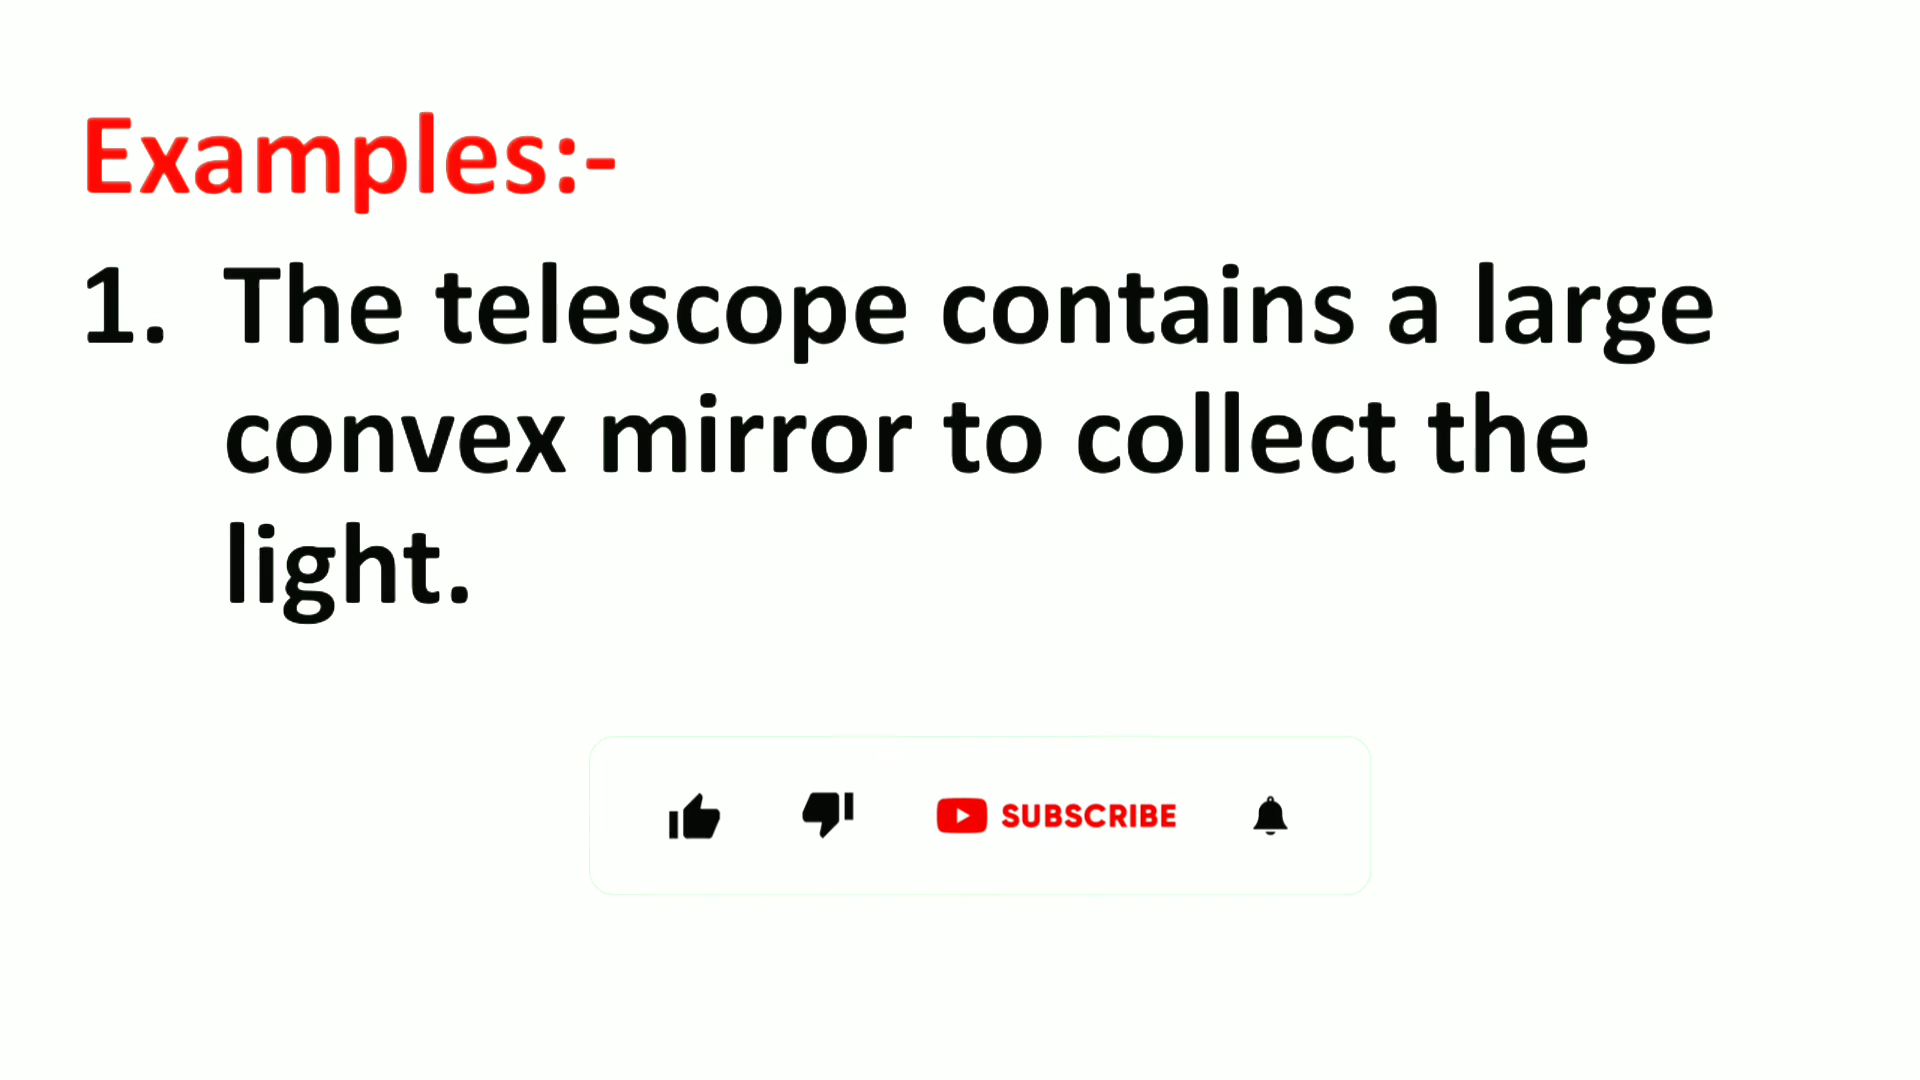 Examples:-
1. The telescope contains a large
convex mirror to collect the
light.
SUBSCRIBE